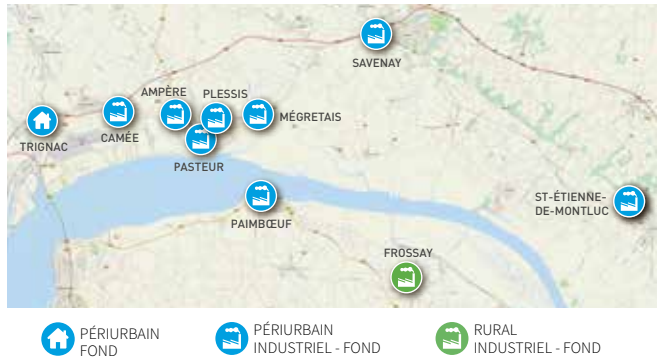 SAVENAY
AMPÈRE
PLESSIS
MÉGRETAIS
CAMÉE
TRIGNAC
PASTEUR
ST-ÉTIENNE-
DE-MONTLUC
PAIMBŒUF
FROSSAY
PÉRIURBAIN
FOND
PÉRIURBAIN
INDUSTRIEL - FOND
RURAL
INDUSTRIEL - FOND